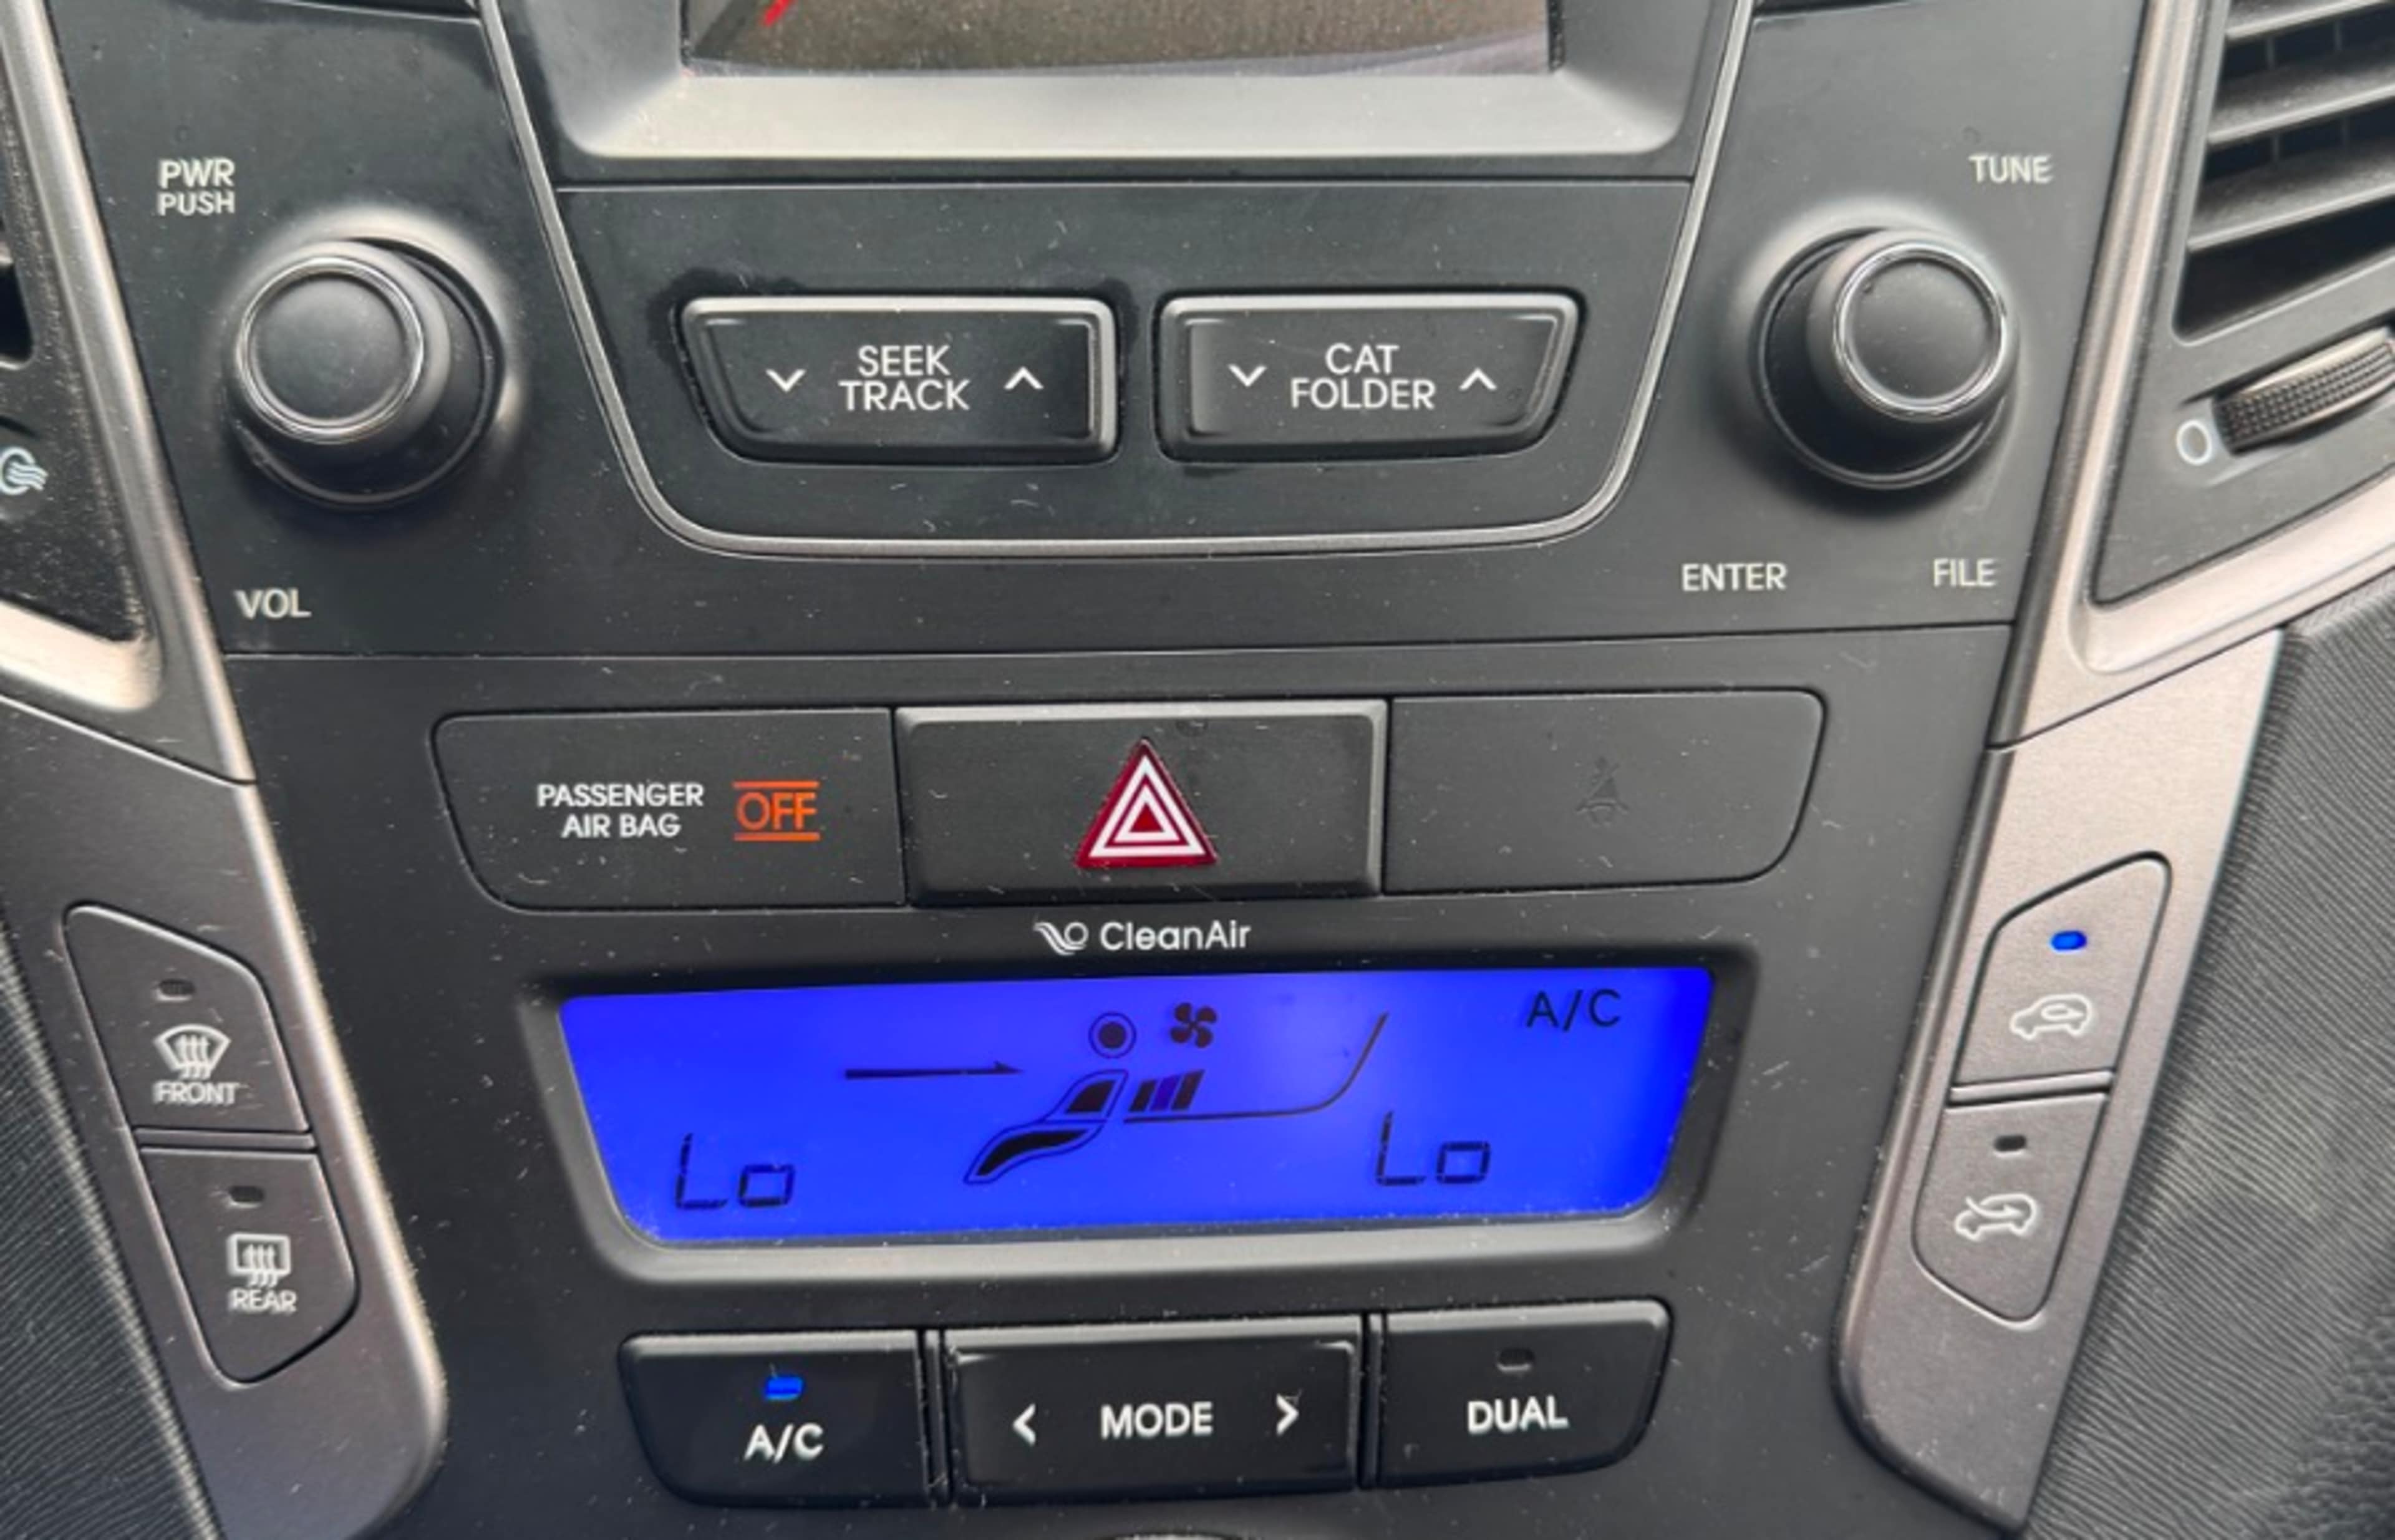 PWR
PUSH
TUNE
SEEK
TRACK
CAT
FOLDER
VOL
ENTER
FILE
PASSENGER
AIR BAG
OFF
CleanAir
A/C
FRONT
Lo
Lo
REAR
A/C
< MODE >
DUAL